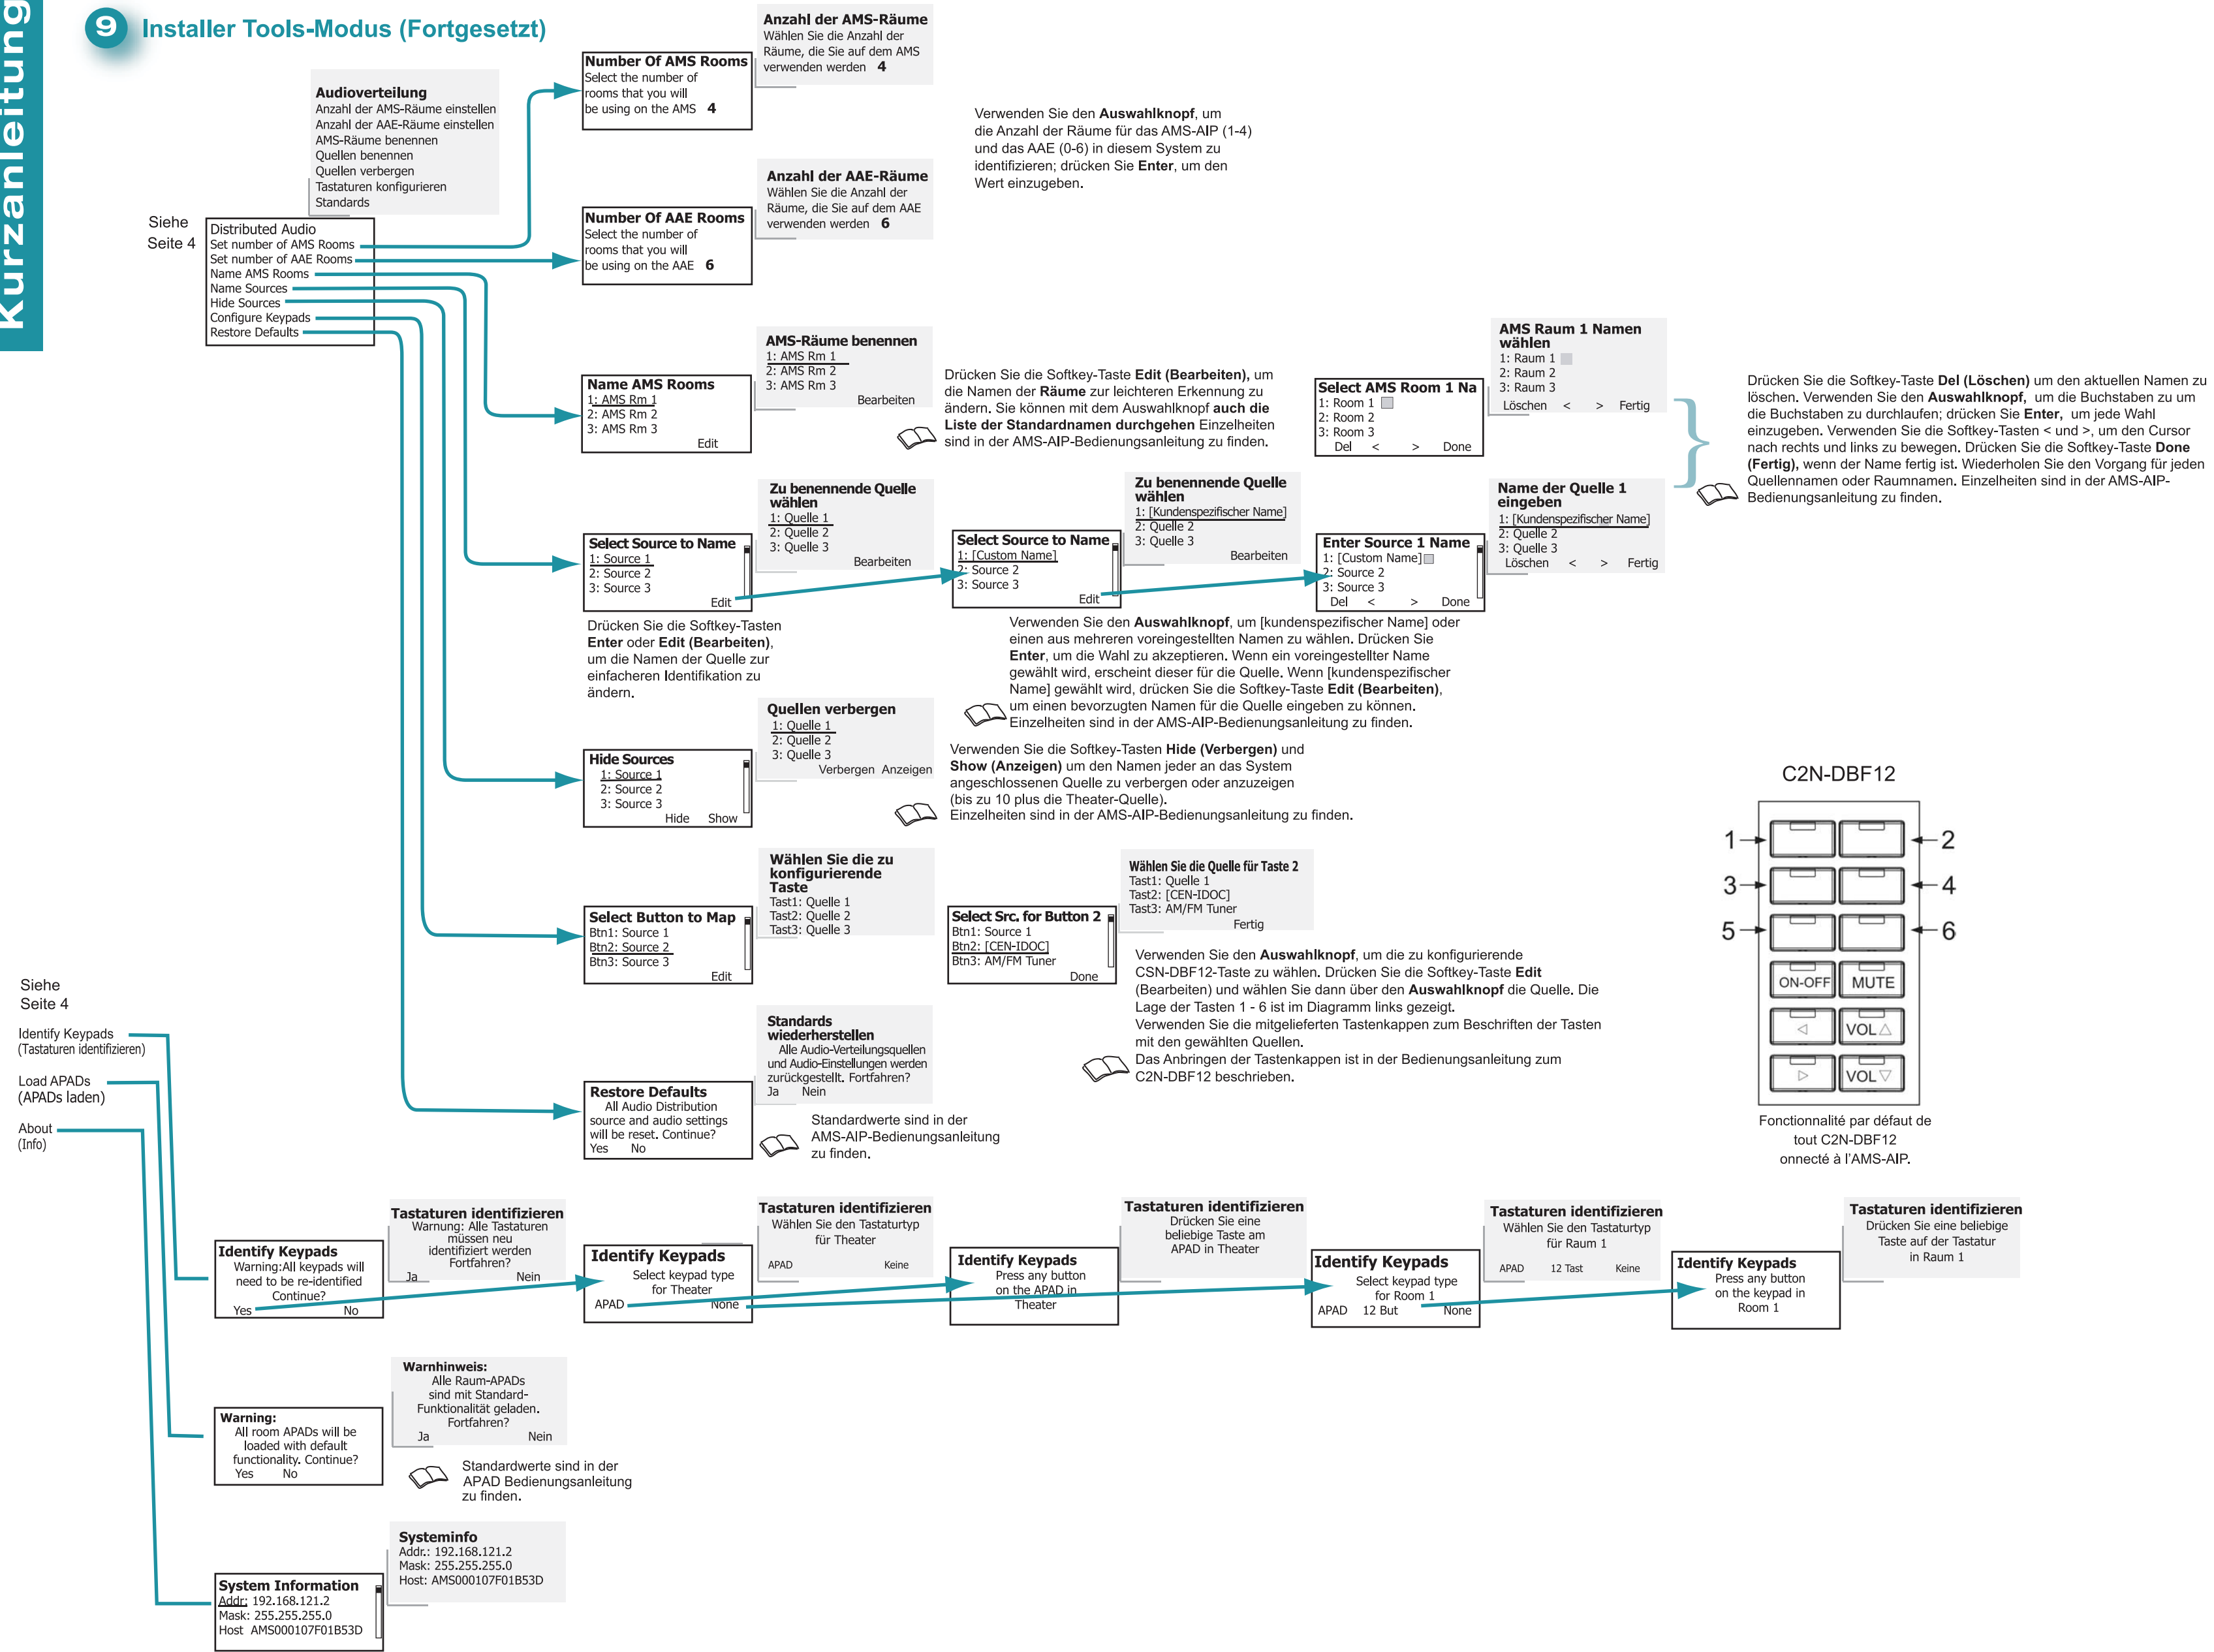 Kurzanleitung
9 Installer Tools-Modus (Fortgesetzt)
Audioverteilung
Anzahl der AMS-Räume einstellen
Anzahl der AAE-Räume einstellen
AMS-Räume benennen
Quellen benennen
Quellen verbergen
Tastaturen konfigurieren
Standards
Siehe
Seite 4
Distributed Audio
Set number of AMS Rooms
Set number of AAE Rooms
Name AMS Rooms
Name Sources
Hide Sources
Configure Keypads
Restore Defaults
Number Of AMS Rooms
Select the number of
rooms that you will
be using on the AMS 4
Anzahl der AMS-Räume
Wählen Sie die Anzahl der
Räume, die Sie auf dem AMS
verwenden werden 4
Number Of AAE Rooms
Select the number of
rooms that you will
be using on the AAE 6
Anzahl der AAE-Räume
Wählen Sie die Anzahl der
Räume, die Sie auf dem AAE
verwenden werden 6
Verwenden Sie den Auswahlknopf, um
die Anzahl der Räume für das AMS-AIP (1-4)
und das AAE (0-6) in diesem System zu
identifizieren; drücken Sie Enter, um den
Wert einzugeben.
Name AMS Rooms
1: AMS Rm 1
2: AMS Rm 2
3: AMS Rm 3
Edit
AMS-Räume benennen
1: AMS Rm 1
2: AMS Rm 2
3: AMS Rm 3
Bearbeiten
Drücken Sie die Softkey-Taste Edit (Bearbeiten), um
die Namen der Räume zur leichteren Erkennung zu
ändern. Sie können mit dem Auswahlknopf auch die
Liste der Standardnamen durchgehen Einzelheiten
sind in der AMS-AIP-Bedienungsanleitung zu finden.
Select AMS Room 1 Na
1: Room 1
2: Room 2
3: Room 3
Del < > Done
AMS Raum 1 Namen
wählen
1: Raum 1
2: Raum 2
3: Raum 3
Löschen < > Fertig
Drücken Sie die Softkey-Taste Del (Löschen) um den aktuellen Namen zu
löschen. Verwenden Sie den Auswahlknopf, um die Buchstaben zu um
die Buchstaben zu durchlaufen; drücken Sie Enter, um jede Wahl
einzugeben. Verwenden Sie die Softkey-Tasten < und >, um den Cursor
nach rechts und links zu bewegen. Drücken Sie die Softkey-Taste Done
(Fertig), wenn der Name fertig ist. Wiederholen Sie den Vorgang für jeden
Quellennamen oder Raumnamen. Einzelheiten sind in der AMS-AIP-
Bedienungsanleitung zu finden.
Select Source to Name
1: Source 1
2: Source 2
3: Source 3
Edit
Zu benennende Quelle
wählen
1: Quelle 1
2: Quelle 2
3: Quelle 3
Bearbeiten
Select Source to Name
1: [Custom Name]
2: Source 2
3: Source 3
Edit
Zu benennende Quelle
wählen
1: [Kundenspezifischer Name]
2: Quelle 2
3: Quelle 3
Bearbeiten
Enter Source 1 Name
1: [Custom Name]
2: Source 2
3: Source 3
Del < > Done
Name der Quelle 1
eingeben
1: [Kundenspezifischer Name]
2: Quelle 2
3: Quelle 3
Löschen < > Fertig
Drücken Sie die Softkey-Tasten
Enter oder Edit (Bearbeiten),
um die Namen der Quelle zur
einfacheren Identifikation zu
ändern.
Verwenden Sie den Auswahlknopf, um [kundenspezifischer Name] oder
einen aus mehreren voreingestellten Namen zu wählen. Drücken Sie
Enter, um die Wahl zu akzeptieren. Wenn ein voreingestellter Name
gewählt wird, erscheint dieser für die Quelle. Wenn [kundenspezifischer
Name] gewählt wird, drücken Sie die Softkey-Taste Edit (Bearbeiten),
um einen bevorzugten Namen für die Quelle eingeben zu können.
Einzelheiten sind in der AMS-AIP-Bedienungsanleitung zu finden.
Hide Sources
1: Source 1
2: Source 2
3: Source 3
Hide Show
Quellen verbergen
1: Quelle 1
2: Quelle 2
3: Quelle 3
Verbergen Anzeigen
Verwenden Sie die Softkey-Tasten Hide (Verbergen) und
Show (Anzeigen) um den Namen jeder an das System
angeschlossenen Quelle zu verbergen oder anzuzeigen
(bis zu 10 plus die Theater-Quelle).
Einzelheiten sind in der AMS-AIP-Bedienungsanleitung zu finden.
Select Button to Map
Btn1: Source 1
Btn2: Source 2
Btn3: Source 3
Edit
Wählen Sie die zu
konfigurierende
Taste
Tast1: Quelle 1
Tast2: Quelle 2
Tast3: Quelle 3
Select Src. for Button 2
Btn1: Source 1
Btn2: [CEN-IDOC]
Btn3: AM/FM Tuner
Done
Wählen Sie die Quelle für Taste 2
Tast1: Quelle 1
Tast2: [CEN-IDOC]
Tast3: AM/FM Tuner
Fertig
Verwenden Sie den Auswahlknopf, um die zu konfigurierende
CSN-DBF12-Taste zu wählen. Drücken Sie die Softkey-Taste Edit
(Bearbeiten) und wählen Sie dann über den Auswahlknopf die Quelle. Die
Lage der Tasten 1 - 6 ist im Diagramm links gezeigt.
Verwenden Sie die mitgelieferten Tastenkappen zum Beschriften der Tasten
mit den gewählten Quellen.
Das Anbringen der Tastenkappen ist in der Bedienungsanleitung zum
C2N-DBF12 beschrieben.
C2N-DBF12
1 2
3 4
5 6
ON-OFF MUTE
◁ VOL△
▷ VOL▽
Fonctionnalité par défaut de
tout C2N-DBF12
onnecté à l'AMS-AIP.
Restore Defaults
All Audio Distribution
source and audio settings
will be reset. Continue?
Yes No
Standards
wiederherstellen
Alle Audio-Verteilungsquellen
und Audio-Einstellungen werden
zurückgestellt. Fortfahren?
Ja Nein
Standardwerte sind in der
AMS-AIP-Bedienungsanleitung
zu finden.
Siehe
Seite 4
Identify Keypads
(Tastaturen identifizieren)
Load APADs
(APADs laden)
About
(Info)
Identify Keypads
Warning:All keypads will
need to be re-identified
Continue?
Yes No
Tastaturen identifizieren
Warnung: Alle Tastaturen
müssen neu
identifiziert werden
Fortfahren?
Ja Nein
Identify Keypads
Select keypad type
for Theater
APAD None
Tastaturen identifizieren
Wählen Sie den Tastaturtyp
für Theater
APAD Keine
Identify Keypads
Press any button
on the APAD in
Theater
Tastaturen identifizieren
Drücken Sie eine
beliebige Taste am
APAD in Theater
Identify Keypads
Select keypad type
for Room 1
APAD 12 But None
Tastaturen identifizieren
Wählen Sie den Tastaturtyp
für Raum 1
APAD 12 Tast Keine
Identify Keypads
Press any button
on the keypad in
Room 1
Tastaturen identifizieren
Drücken Sie eine beliebige
Taste auf der Tastatur
in Raum 1
Warning:
All room APADs will be
loaded with default
functionality. Continue?
Yes No
Warnhinweis:
Alle Raum-APADs
sind mit Standard-
Funktionalität geladen.
Fortfahren?
Ja Nein
Standardwerte sind in der
APAD Bedienungsanleitung
zu finden.
System Information
Addr: 192.168.121.2
Mask: 255.255.255.0
Host AMS000107F01B53D
Systeminfo
Addr.: 192.168.121.2
Mask: 255.255.255.0
Host: AMS000107F01B53D